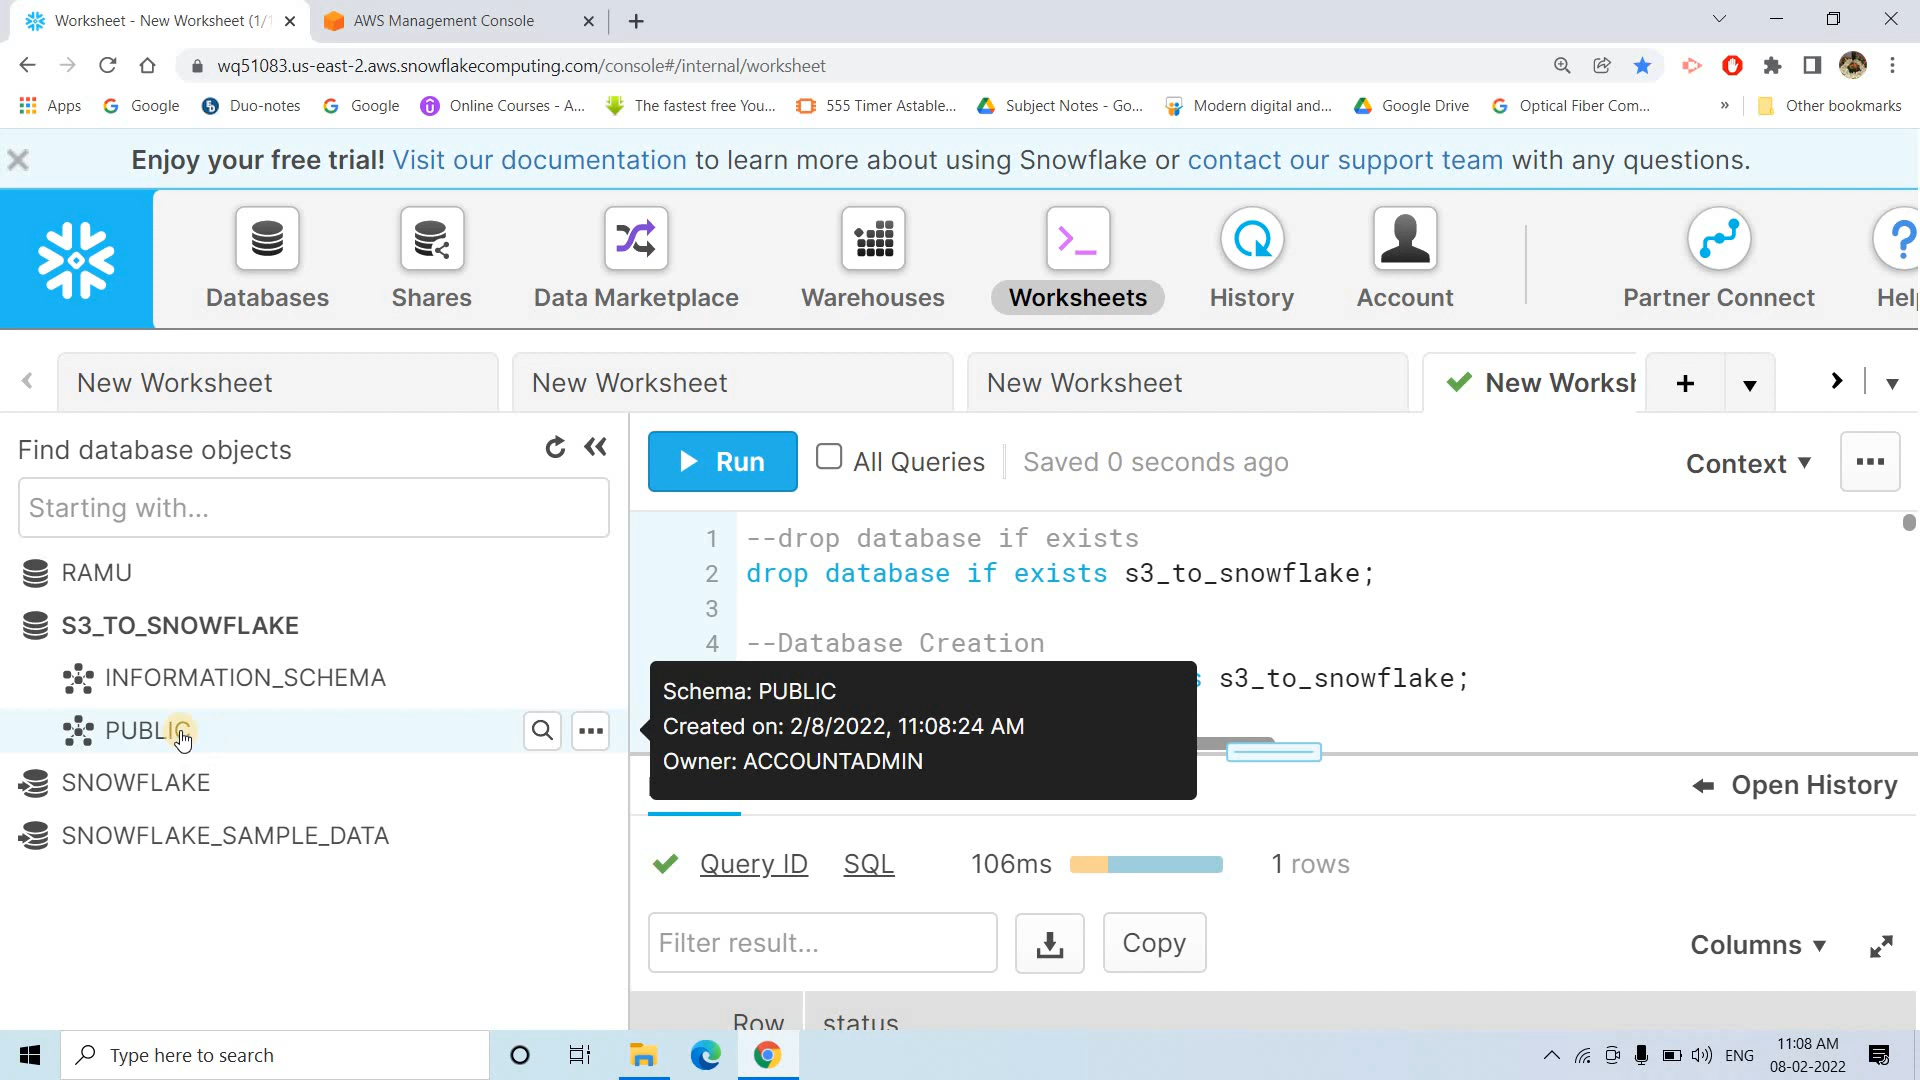 Worksheet - New Worksheet (1/1
AWS Management Console
wq51083.us-east-2.aws.snowflakecomputing.com/console#/internal/worksheet
Apps
Google
Duo-notes
Google
Online Courses - A...
The fastest free You...
555 Timer Astable...
Subject Notes - Go...
Modern digital and...
Google Drive
Optical Fiber Com...
»
Other bookmarks
Enjoy your free trial! Visit our documentation to learn more about using Snowflake or contact our support team with any questions.
Databases
Shares
Data Marketplace
Warehouses
Worksheets
History
Account
Partner Connect
Hel
New Worksheet
New Worksheet
New Worksheet
New Worksh
Find database objects
Starting with...
RAMU
S3_TO_SNOWFLAKE
INFORMATION_SCHEMA
PUBLIC
SNOWFLAKE
SNOWFLAKE_SAMPLE_DATA
Run
All Queries
Saved 0 seconds ago
Context
1 --drop database if exists
2 drop database if exists s3_to_snowflake;
3
4 --Database Creation
s s3_to_snowflake;
Schema: PUBLIC
Created on: 2/8/2022, 11:08:24 AM
Owner: ACCOUNTADMIN
Open History
Query ID
SQL
106ms
1 rows
Filter result...
Copy
Columns
Row
status
Type here to search
ENG
11:08 AM
08-02-2022